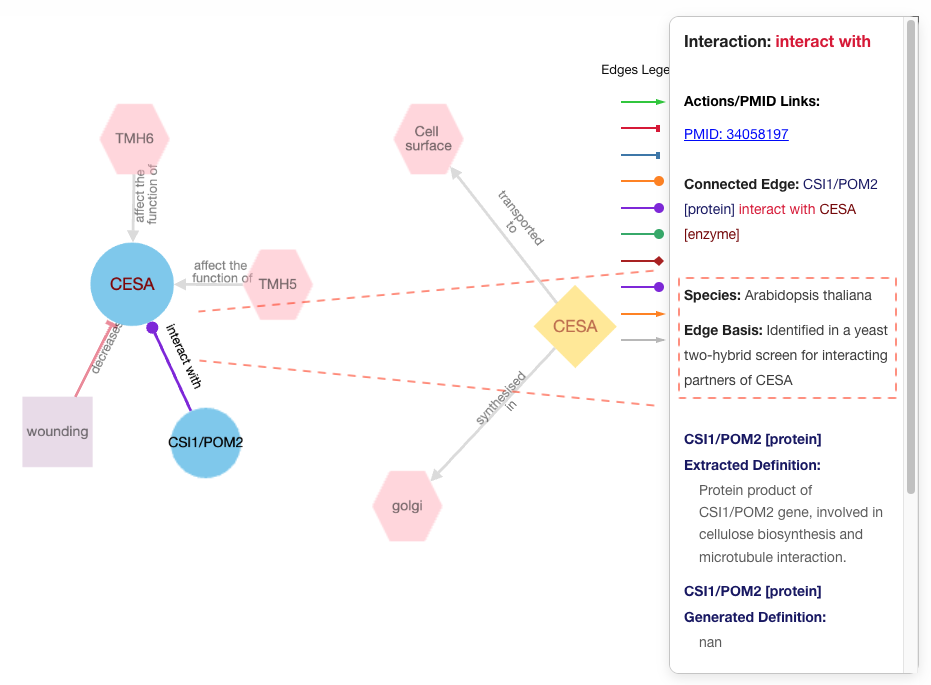 TMH6
affect the
function of
CESA
affect the
function of
TMH5
decreases
interact with
wounding
CSI1/POM2
Cell
surface
transported
to
CESA
synthesised
in
golgi
Edges Lege
Interaction: interact with
Actions/PMID Links:
PMID: 34058197
Connected Edge: CSI1/POM2
[protein] interact with CESA
[enzyme]
Species: Arabidopsis thaliana
Edge Basis: Identified in a yeast
two-hybrid screen for interacting
partners of CESA
CSI1/POM2 [protein]
Extracted Definition:
Protein product of
CSI1/POM2 gene, involved in
cellulose biosynthesis and
microtubule interaction.
CSI1/POM2 [protein]
Generated Definition:
nan